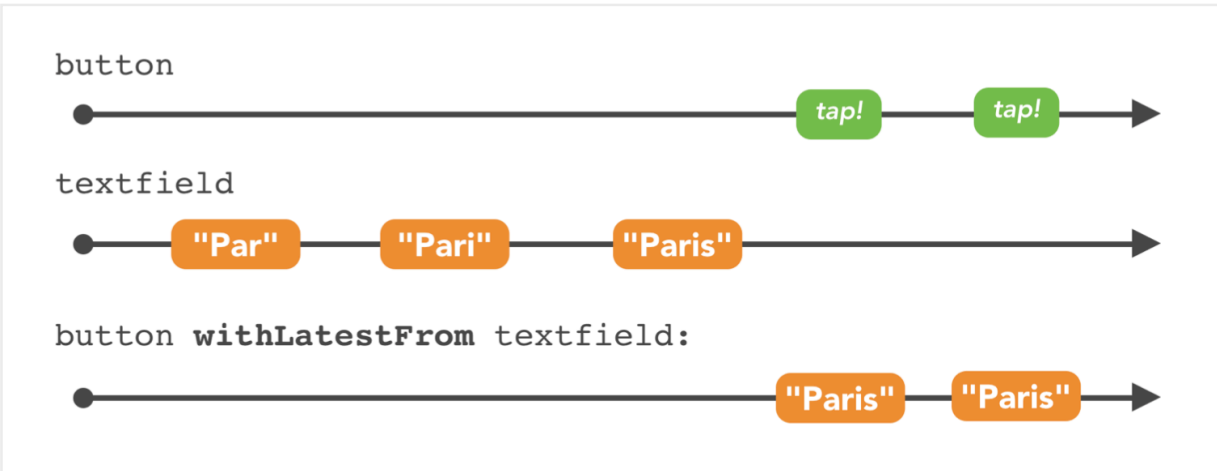 button
tap! tap!
textfield
"Par" "Pari" "Paris"
button withLatestFrom textfield:
"Paris" "Paris"